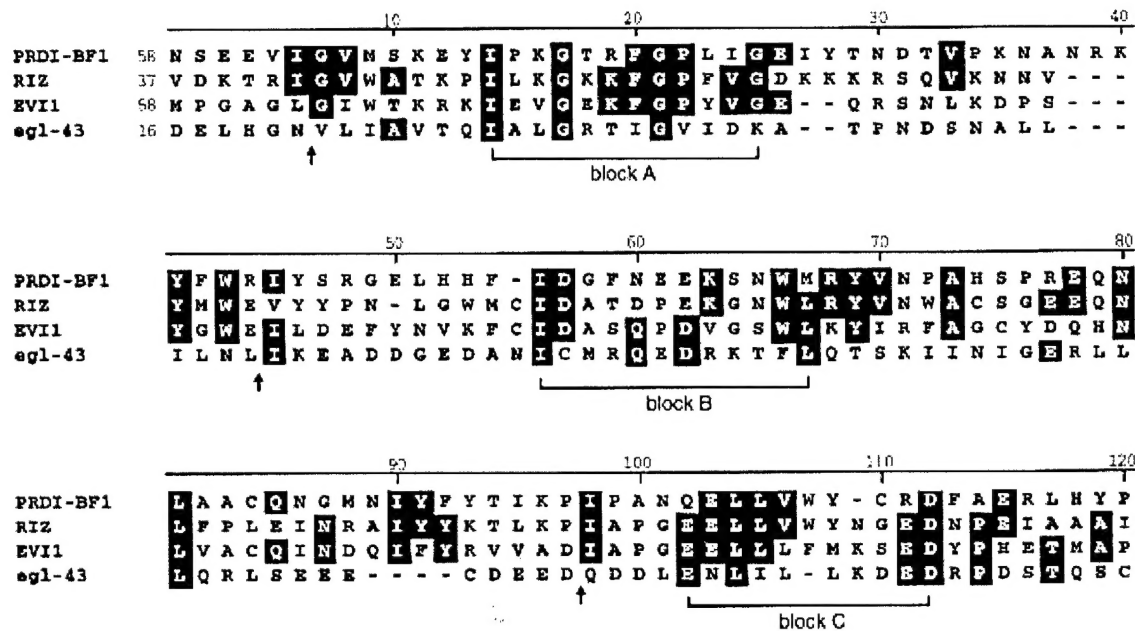 10 20 30 40
PRDI-BF1 58 N S E E V I G V M S K E Y I P K G T R F G P L I G E I Y T N D T V P K N A N R K
RIZ 37 V D K T R I G V W A T K P I L K G K K F G P F V G D K K K R S Q V K N N V - - -
EVI1 68 M P G A G L G I W T K R K I E V G E K F G P Y V G E - - Q R S N L K D P S - - -
egl-43 16 D E L H G N V L I A V T Q I A L G R T I G V I D K A - - T P N D S N A L L - - -
block A
50 60 70 80
PRDI-BF1 Y F W R I Y S R G E L H H F - I D G F N E E K S N W M R Y V N P A H S P R E Q N
RIZ Y M W E V Y Y P N - L G W M C I D A T D P E K G N W L R Y V N W A C S G E E Q N
EVI1 Y G W E I L D E F Y N V K F C I D A S Q P D V G S W L K Y I R F A G C Y D Q H N
egl-43 I L N L I K E A D D G E D A N I C M R Q E D R K T F L Q T S K I I N I G E R L L
block B
90 100 110 120
PRDI-BF1 L A A C Q N G M N I Y F Y T I K P I P A N Q E L L V W Y - C R D F A E R L H Y P
RIZ L F P L E I N R A I Y Y K T L K P I A P G E E L L V W Y N G E D N P E I A A A I
EVI1 L V A C Q I N D Q I F Y R V V A D I A P G E E L L L F M K S E D Y P H E T M A P
egl-43 L Q R L S E E E - - - - C D E E D Q D D L E N L I L - L K D E D R P D S T Q S C
block C